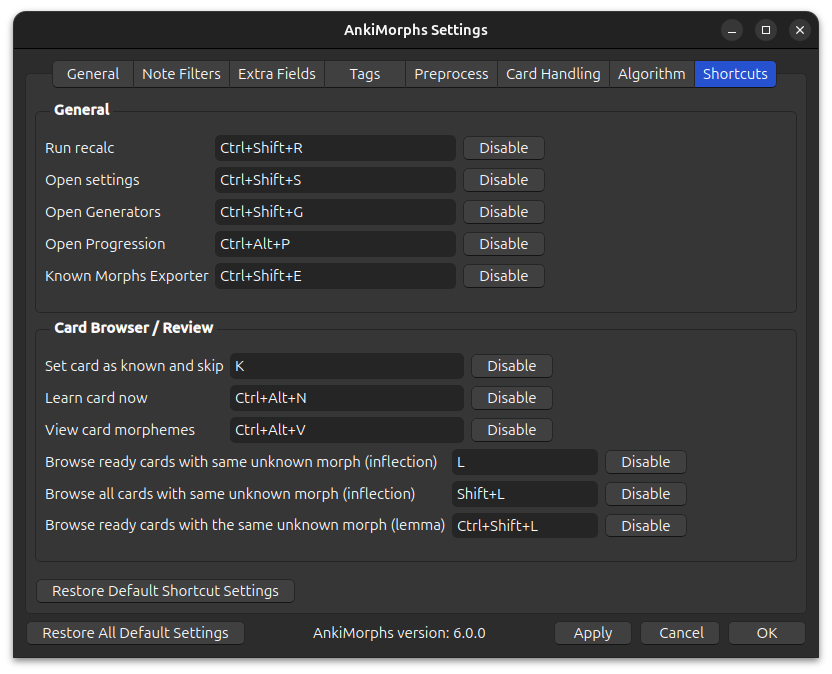 AnkiMorphs Settings
General Note Filters Extra Fields Tags Preprocess Card Handling Algorithm Shortcuts
General
Run recalc Ctrl+Shift+R Disable
Open settings Ctrl+Shift+S Disable
Open Generators Ctrl+Shift+G Disable
Open Progression Ctrl+Alt+P Disable
Known Morphs Exporter Ctrl+Shift+E Disable
Card Browser / Review
Set card as known and skip K Disable
Learn card now Ctrl+Alt+N Disable
View card morphemes Ctrl+Alt+V Disable
Browse ready cards with same unknown morph (inflection) L Disable
Browse all cards with same unknown morph (inflection) Shift+L Disable
Browse ready cards with the same unknown morph (lemma) Ctrl+Shift+L Disable
Restore Default Shortcut Settings
Restore All Default Settings AnkiMorphs version: 6.0.0 Apply Cancel OK